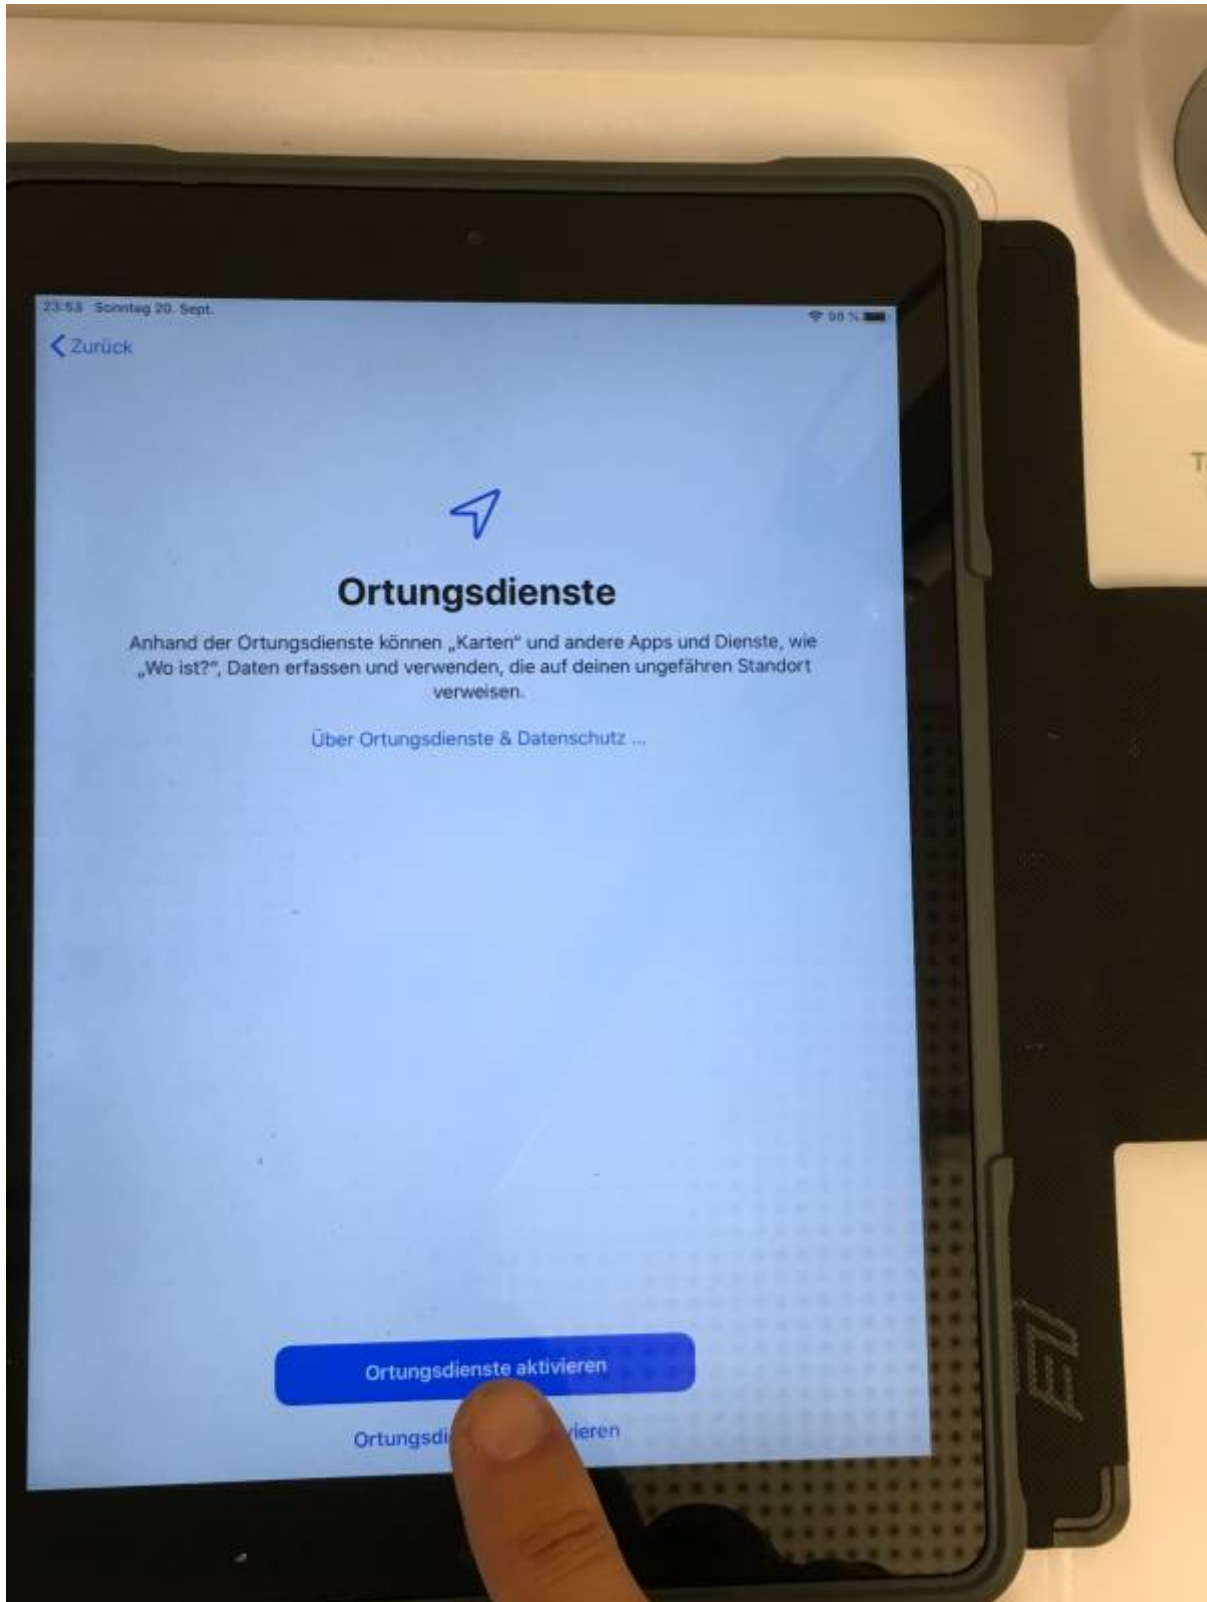 23:53 Sonntag 20. Sept.
98 %
Zurück
Ortungsdienste
Anhand der Ortungsdienste können „Karten“ und andere Apps und Dienste, wie
„Wo ist?“, Daten erfassen und verwenden, die auf deinen ungefähren Standort
verweisen.
Über Ortungsdienste & Datenschutz ...
Ortungsdienste aktivieren